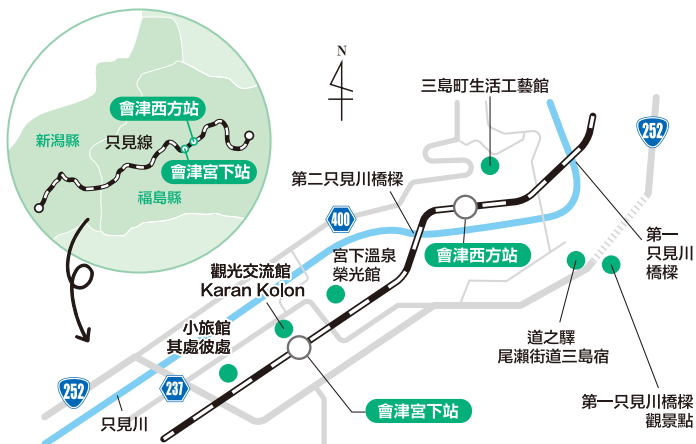 會津西方站
新潟縣
只見線
會津宮下站
福島縣
N
三島町生活工藝館
252
第二只見川橋樑
400
宮下溫泉
榮光館
會津西方站
第一
只見川
橋樑
觀光交流館
Karan Kolon
小旅館
其處彼處
道之驛
尾瀨街道三島宿
252
237
只見川
會津宮下站
第一只見川橋樑
觀景點